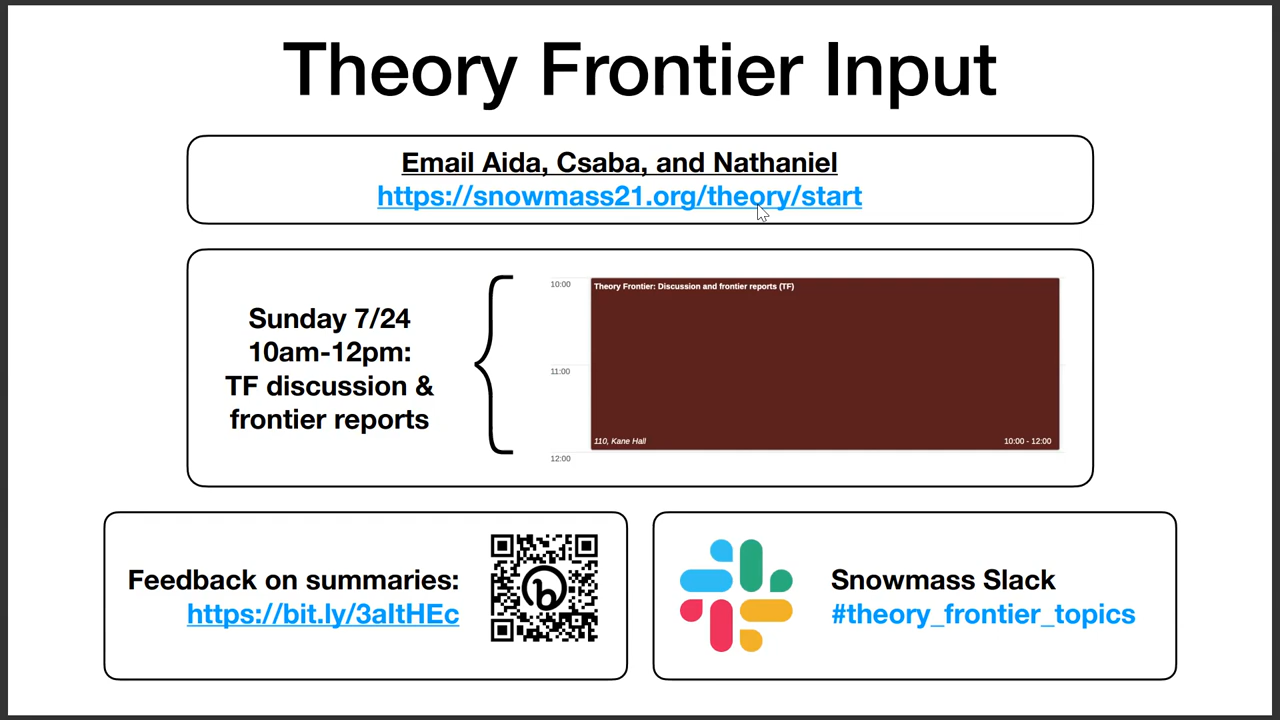 Theory Frontier Input
Email Aida, Csaba, and Nathaniel
https://snowmass21.org/theory/start
Sunday 7/24
10am-12pm:
TF discussion &
frontier reports
10:00
Theory Frontier: Discussion and frontier reports (TF)
11:00
110, Kane Hall
10:00 - 12:00
12:00
Feedback on summaries:
https://bit.ly/3aItHEc
b
Snowmass Slack
#theory_frontier_topics